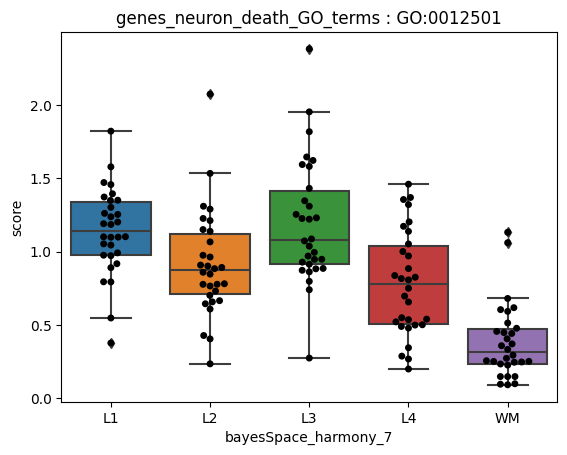 genes_neuron_death_GO_terms : GO:0012501
score
2.0
1.5
1.0
0.5
0.0
L1 L2 L3 L4 WM
bayesSpace_harmony_7